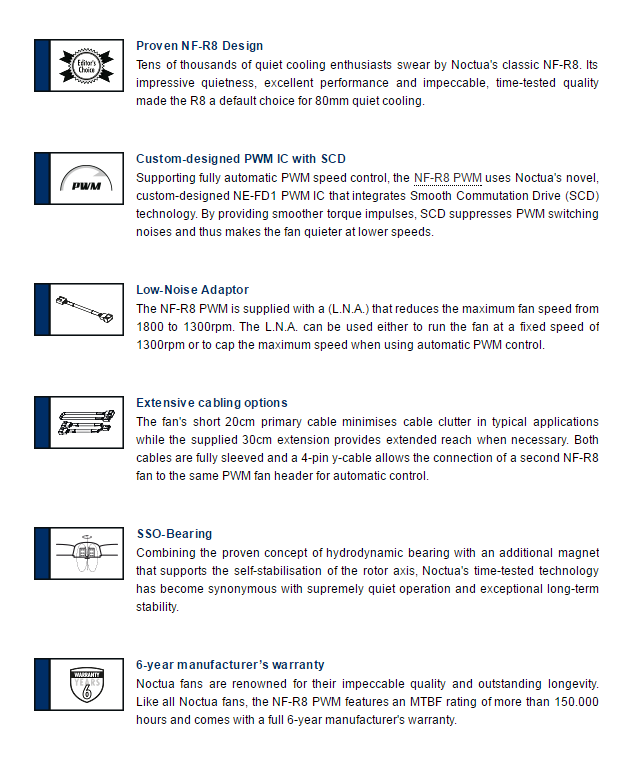 Editor's
Choice
Proven NF-R8 Design
Tens of thousands of quiet cooling enthusiasts swear by Noctua's classic NF-R8. Its
impressive quietness, excellent performance and impeccable, time-tested quality
made the R8 a default choice for 80mm quiet cooling.
PWM
Custom-designed PWM IC with SCD
Supporting fully automatic PWM speed control, the NF-R8 PWM uses Noctua's novel,
custom-designed NE-FD1 PWM IC that integrates Smooth Commutation Drive (SCD)
technology. By providing smoother torque impulses, SCD suppresses PWM switching
noises and thus makes the fan quieter at lower speeds.
Low-Noise Adaptor
The NF-R8 PWM is supplied with a (L.N.A.) that reduces the maximum fan speed from
1800 to 1300rpm. The L.N.A. can be used either to run the fan at a fixed speed of
1300rpm or to cap the maximum speed when using automatic PWM control.
Extensive cabling options
The fan's short 20cm primary cable minimises cable clutter in typical applications
while the supplied 30cm extension provides extended reach when necessary. Both
cables are fully sleeved and a 4-pin y-cable allows the connection of a second NF-R8
fan to the same PWM fan header for automatic control.
SSO-Bearing
Combining the proven concept of hydrodynamic bearing with an additional magnet
that supports the self-stabilisation of the rotor axis, Noctua's time-tested technology
has become synonymous with supremely quiet operation and exceptional long-term
stability.
WARRANTY
YEARS
6
6-year manufacturer's warranty
Noctua fans are renowned for their impeccable quality and outstanding longevity.
Like all Noctua fans, the NF-R8 PWM features an MTBF rating of more than 150.000
hours and comes with a full 6-year manufacturer's warranty.